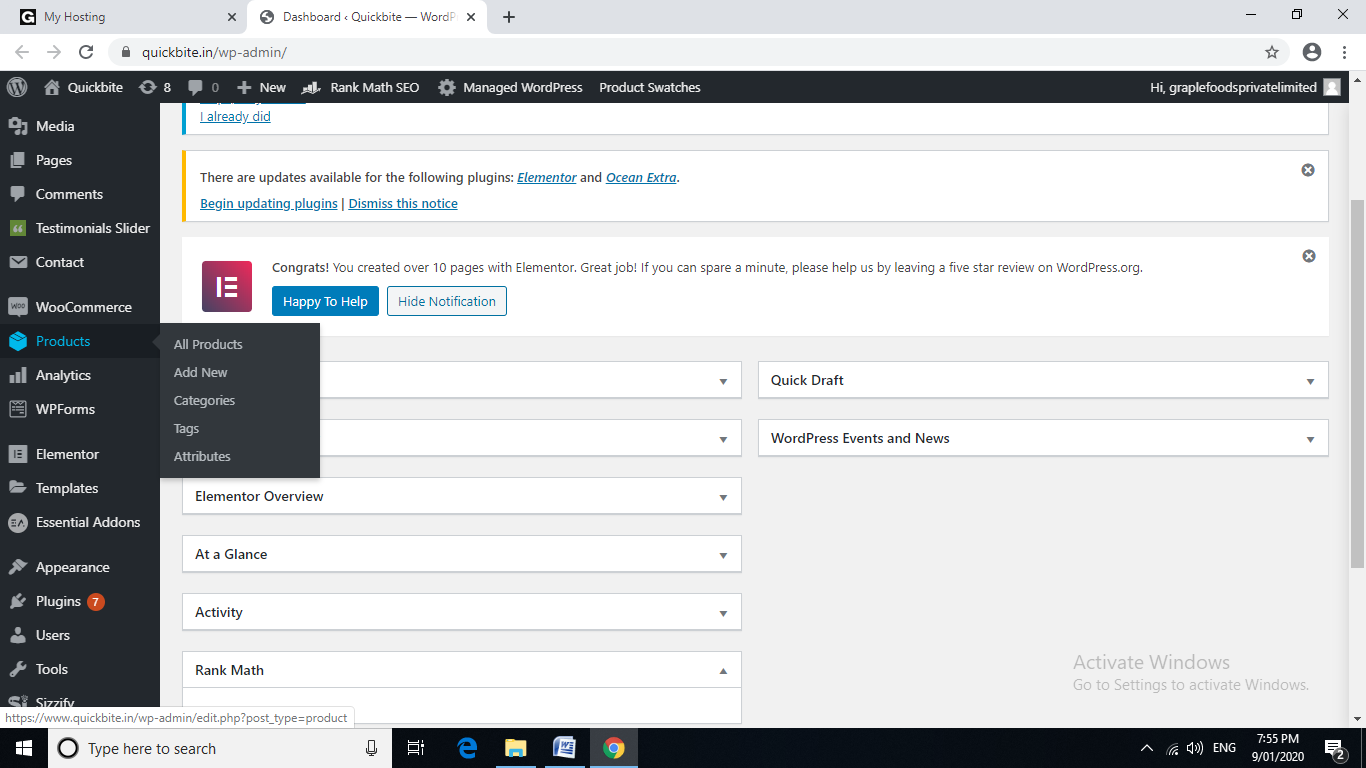 My Hosting
Dashboard ‹ Quickbite — WordP
quickbite.in/wp-admin/
Quickbite
8
0
New
Rank Math SEO
Managed WordPress
Product Swatches
Hi, graplefoodsprivatelimited
Media
Pages
Comments
Testimonials Slider
Contact
WooCommerce
Products
Analytics
WPForms
Elementor
Templates
Essential Addons
Appearance
Plugins 7
Users
Tools
Sizzify
All Products
Add New
Categories
Tags
Attributes
I already did
There are updates available for the following plugins: Elementor and Ocean Extra.
Begin updating plugins | Dismiss this notice
Congrats! You created over 10 pages with Elementor. Great job! If you can spare a minute, please help us by leaving a five star review on WordPress.org.
Happy To Help
Hide Notification
Quick Draft
WordPress Events and News
Elementor Overview
At a Glance
Activity
Rank Math
Activate Windows
Go to Settings to activate Windows.
https://www.quickbite.in/wp-admin/edit.php?post_type=product
Type here to search
ENG
7:55 PM
9/01/2020
2